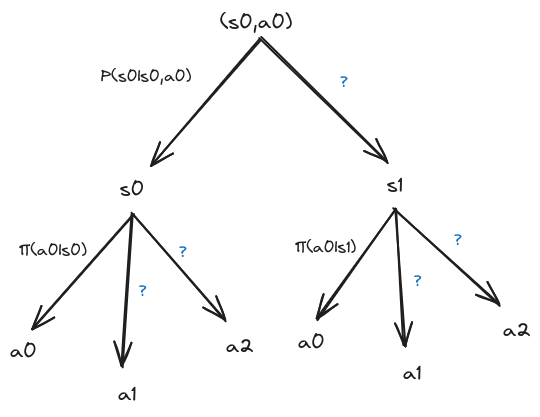 (s0,a0)
P(s0|s0,a0)
?
s0
s1
π(a0|s0)
?
?
π(a0|s1)
?
?
a0
a1
a2
a0
a1
a2